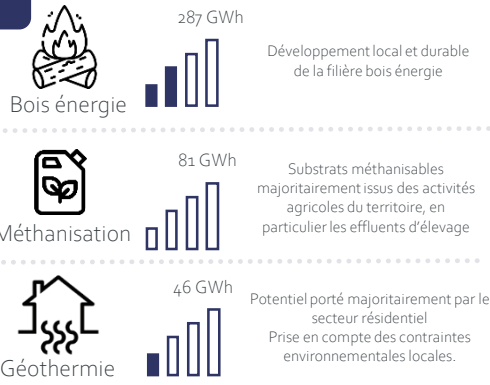 287 GWh
Bois énergie
Développement local et durable
de la filière bois énergie
81 GWh
Méthanisation
Substrats méthanisables
majoritairement issus des activités
agricoles du territoire, en
particulier les effluents d’élevage
46 GWh
Géothermie
Potentiel porté majoritairement par le
secteur résidentiel
Prise en compte des contraintes
environnementales locales.